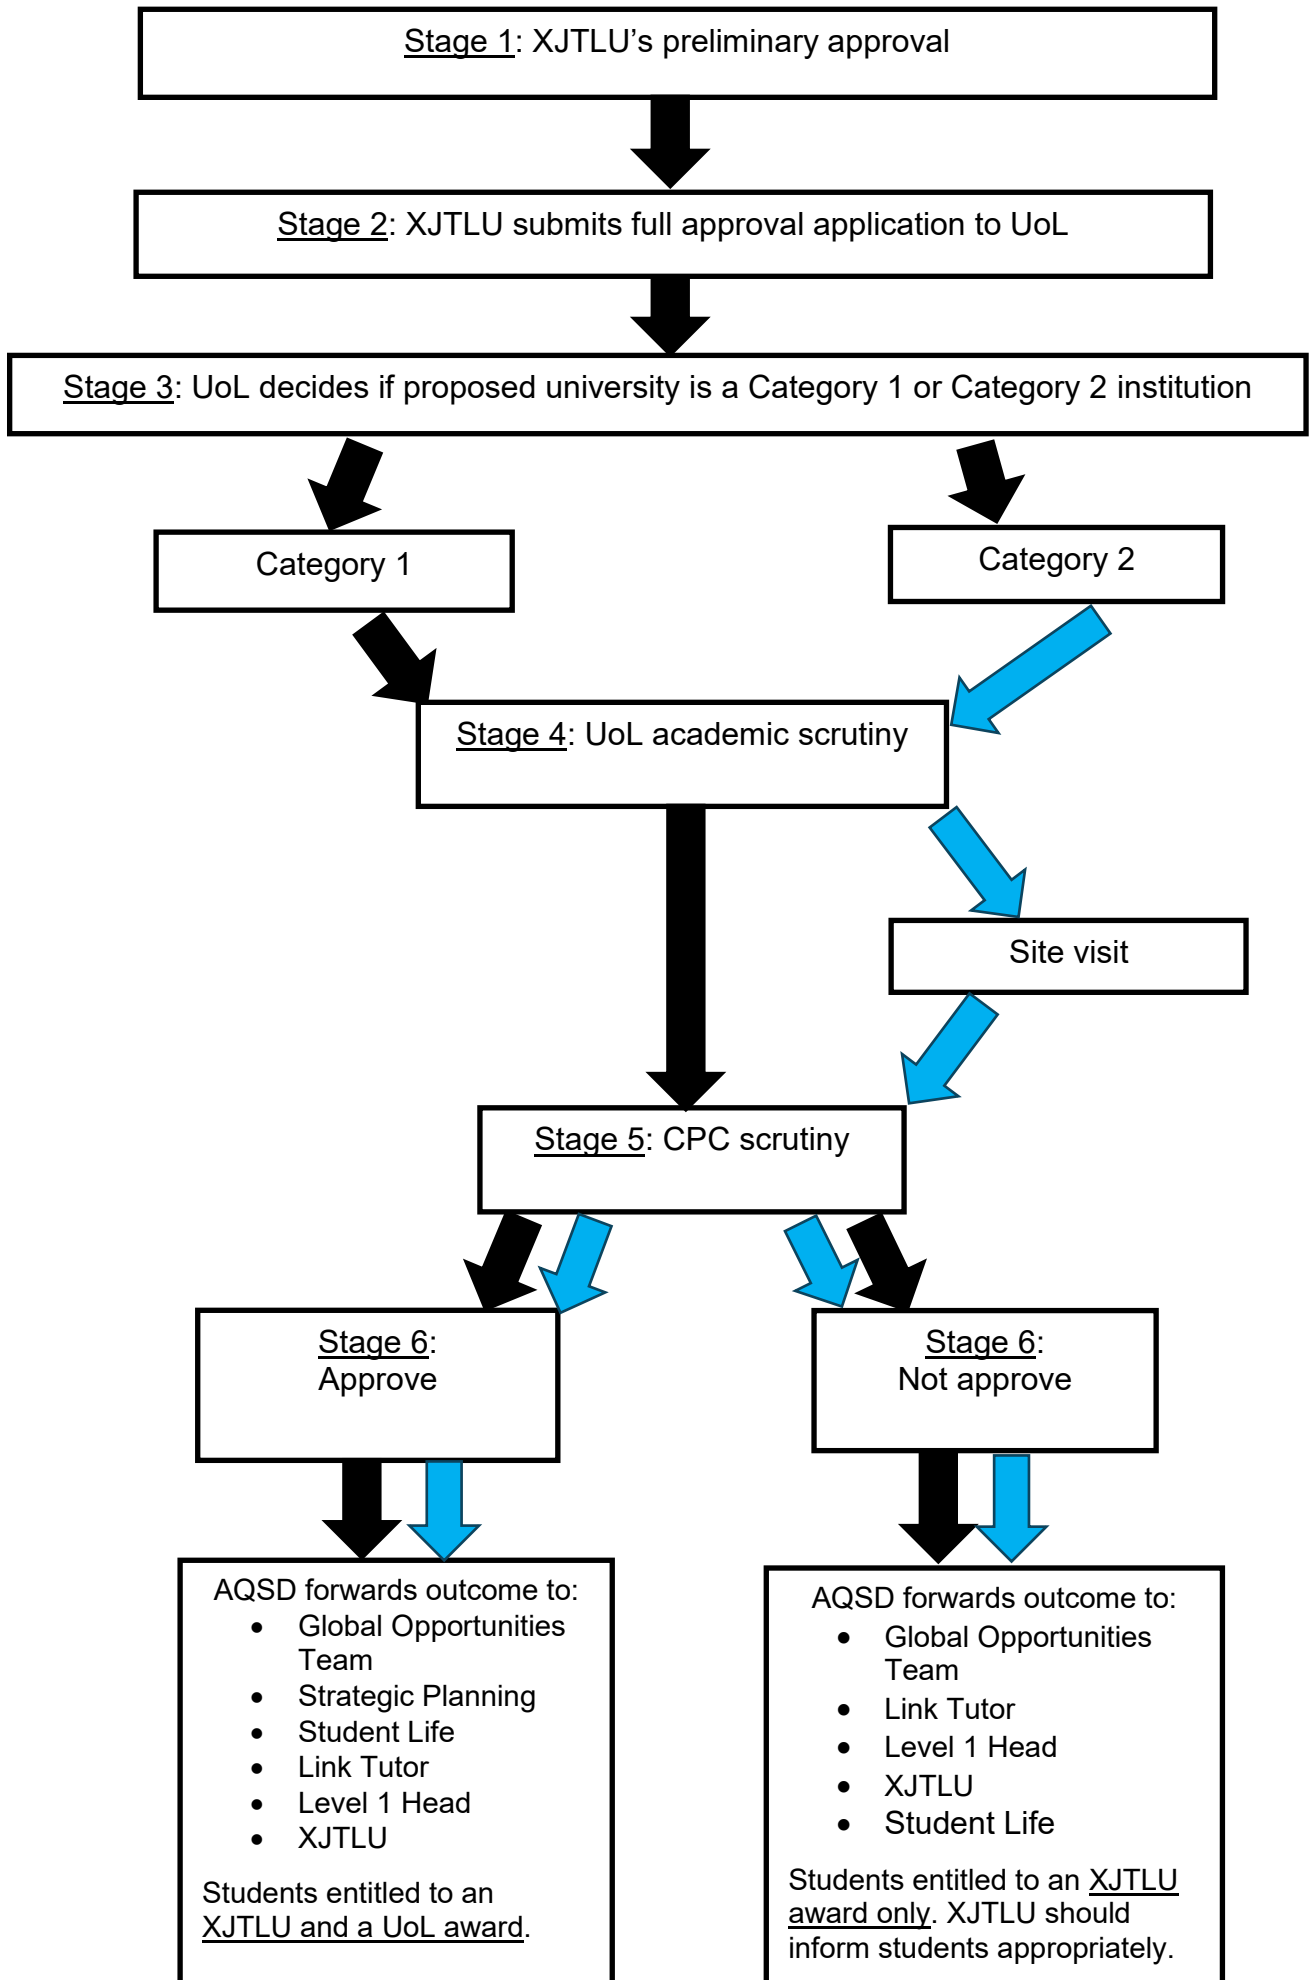 Stage 1: XJTLU’s preliminary approval
Stage 2: XJTLU submits full approval application to UoL
Stage 3: UoL decides if proposed university is a Category 1 or Category 2 institution
Category 1
Category 2
Stage 4: UoL academic scrutiny
Site visit
Stage 5: CPC scrutiny
Stage 6:
Approve
Stage 6:
Not approve
AQSD forwards outcome to:
• Global Opportunities
Team
• Strategic Planning
• Student Life
• Link Tutor
• Level 1 Head
• XJTLU
Students entitled to an
XJTLU and a UoL award.
AQSD forwards outcome to:
• Global Opportunities
Team
• Link Tutor
• Level 1 Head
• XJTLU
• Student Life
Students entitled to an XJTLU
award only. XJTLU should
inform students appropriately.